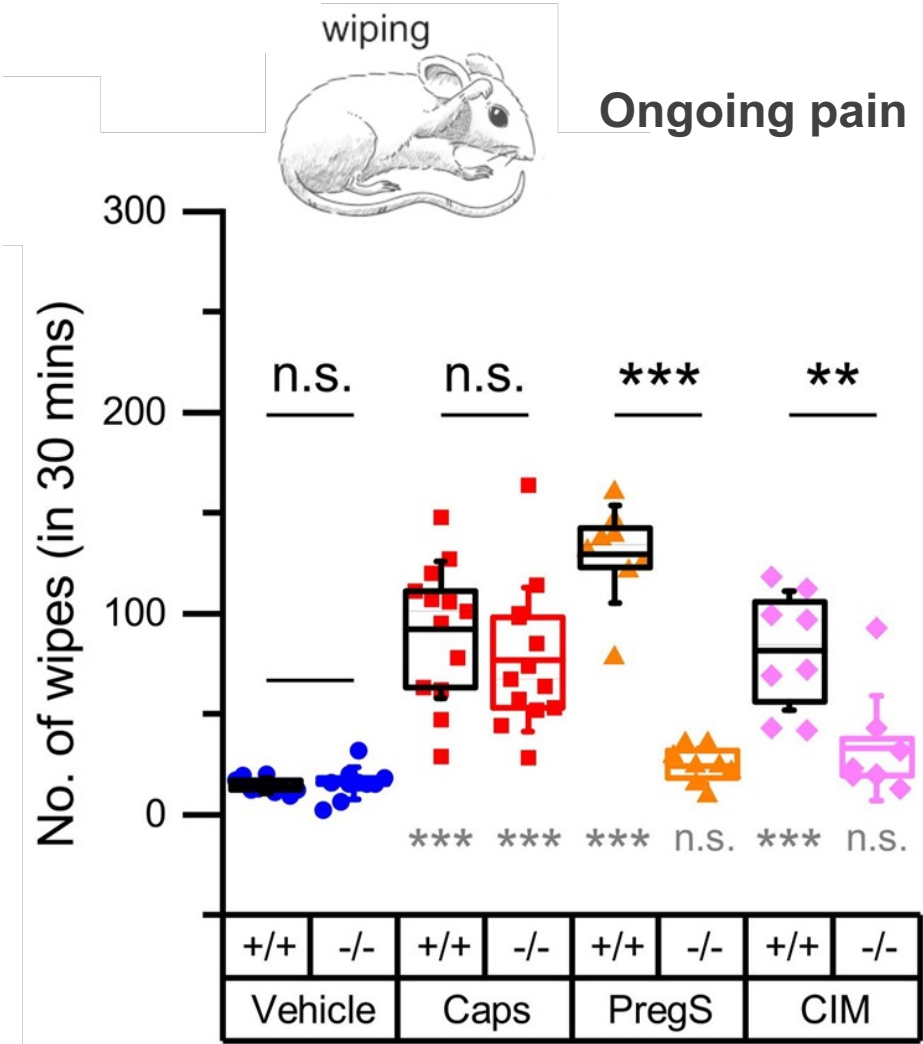 wiping
Ongoing pain
No. of wipes (in 30 mins)
300
200
100
0
n.s.
n.s.
***
**
***
***
***
n.s.
***
n.s.
+/+
-/-
+/+
-/-
+/+
-/-
+/+
-/-
Vehicle
Caps
PregS
CIM